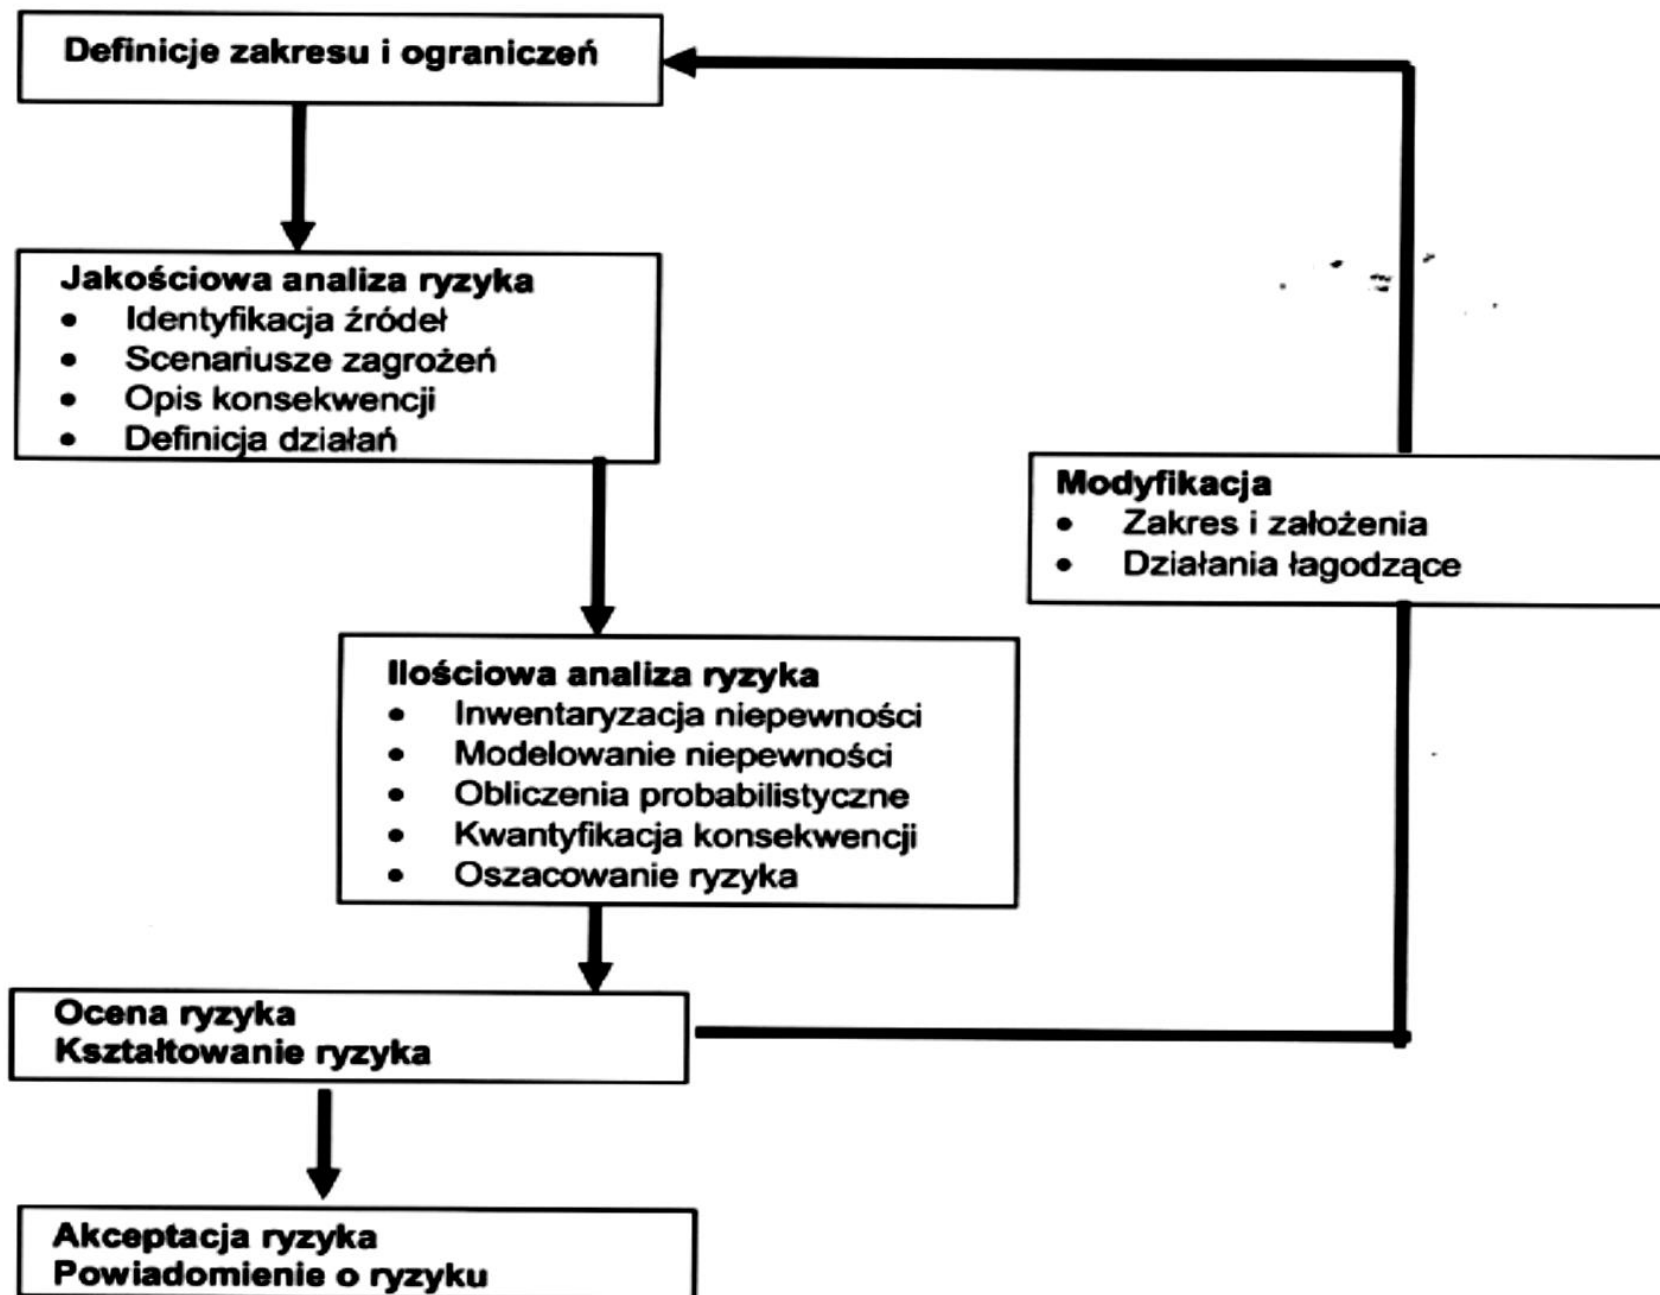 Definicje zakresu i ograniczeń
Jakościowa analiza ryzyka
• Identyfikacja źródeł
• Scenariusze zagrożeń
• Opis konsekwencji
• Definicja działań
Modyfikacja
• Zakres i założenia
• Działania łagodzące
Ilościowa analiza ryzyka
• Inwentaryzacja niepewności
• Modelowanie niepewności
• Obliczenia probabilistyczne
• Kwantyfikacja konsekwencji
• Oszacowanie ryzyka
Ocena ryzyka
Kształtowanie ryzyka
Akceptacja ryzyka
Powiadomienie o ryzyku